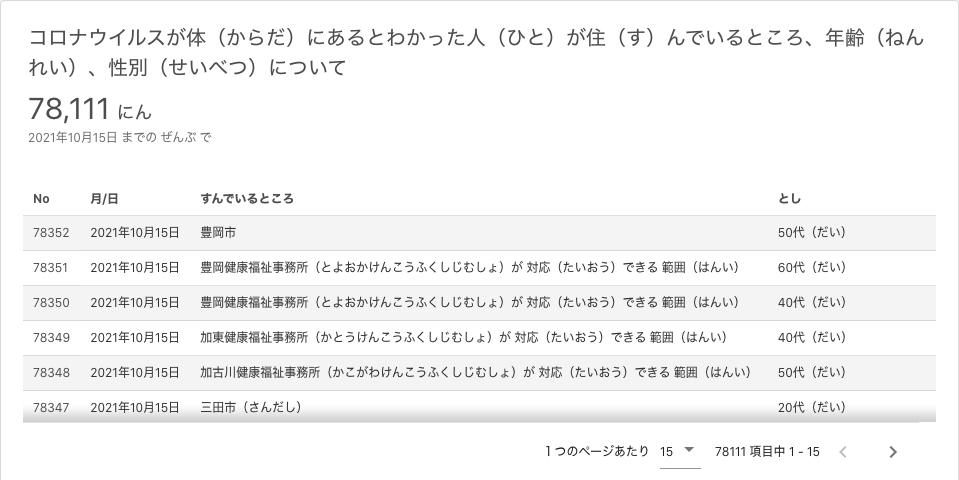 コロナウイルスが体（からだ）にあるとわかった人（ひと）が住（す）んでいるところ、年齢（ねん
れい）、性別（せいべつ）について
78,111 にん
2021年10月15日 までの ぜんぶ で
No 月/日 すんでいるところ とし
78352 2021年10月15日 豊岡市 50代（だい）
78351 2021年10月15日 豊岡健康福祉事務所（とよおかけんこうふくしじむしょ）が 対応（たいおう）できる 範囲（はんい） 60代（だい）
78350 2021年10月15日 豊岡健康福祉事務所（とよおかけんこうふくしじむしょ）が 対応（たいおう）できる 範囲（はんい） 40代（だい）
78349 2021年10月15日 加東健康福祉事務所（かとうけんこうふくしじむしょ）が 対応（たいおう）できる 範囲（はんい） 40代（だい）
78348 2021年10月15日 加古川健康福祉事務所（かこがわけんこうふくしじむしょ）が 対応（たいおう）できる 範囲（はんい） 50代（だい）
78347 2021年10月15日 三田市（さんだし） 20代（だい）
1 つのページあたり 15 78111 項目中 1 - 15